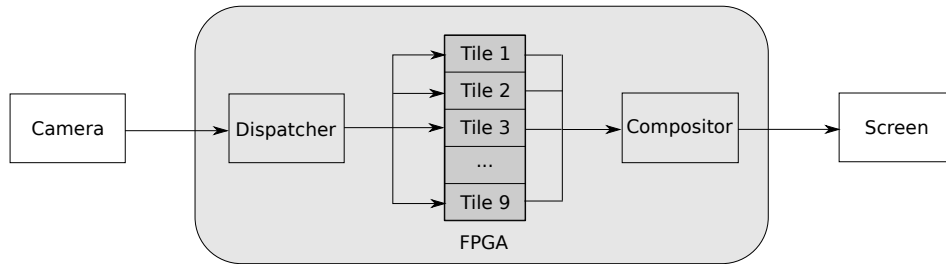 Camera
Dispatcher
Tile 1
Tile 2
Tile 3
...
Tile 9
FPGA
Compositor
Screen